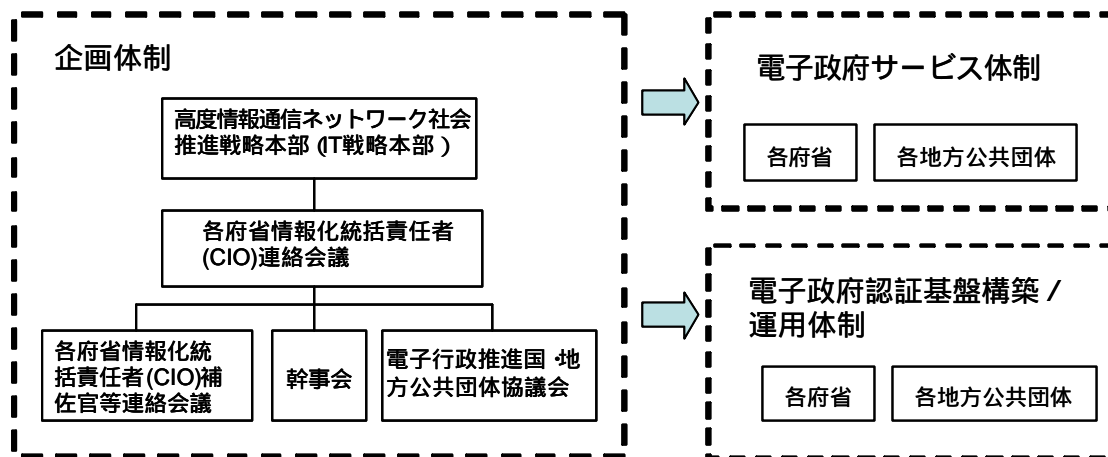 企画体制
高度情報通信ネットワーク社会
推進戦略本部(IT戦略本部)
各府省情報化統括責任者
(CIO)連絡会議
各府省情報化統
括責任者(CIO)補
佐官等連絡会議
幹事会
電子行政推進国・地
方公共団体協議会
電子政府サービス体制
各府省
各地方公共団体
電子政府認証基盤構築/
運用体制
各府省
各地方公共団体